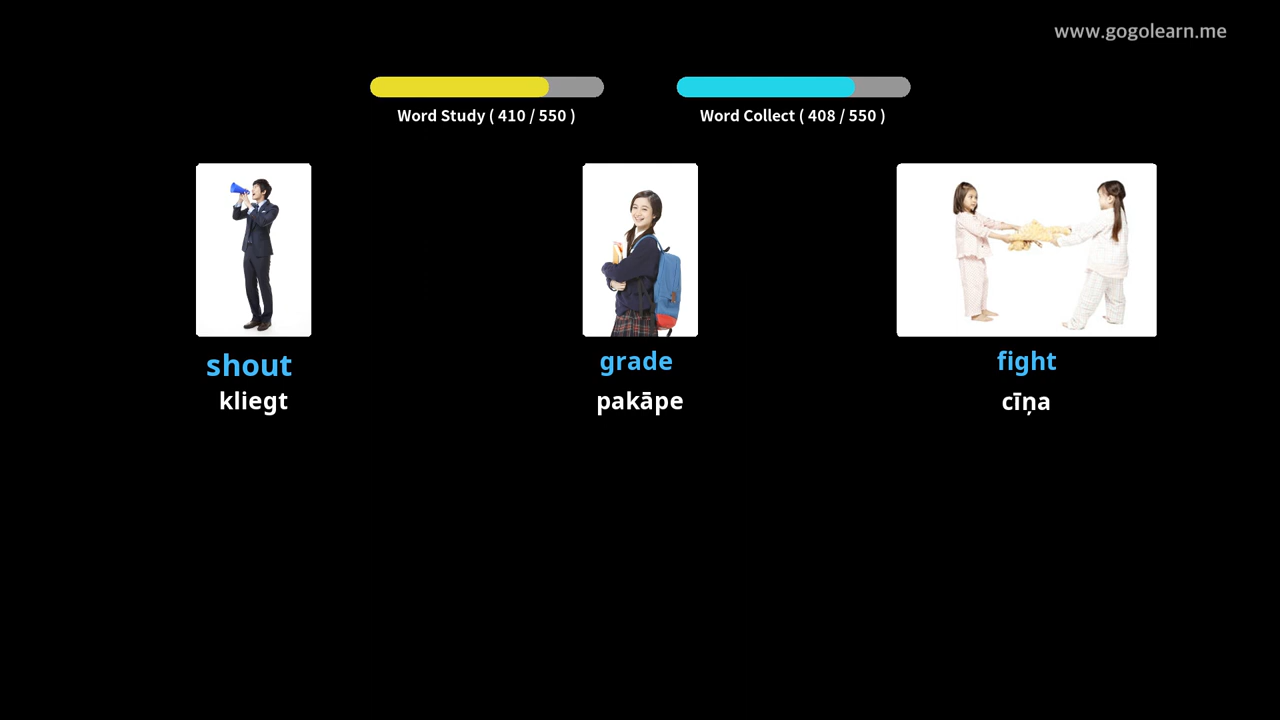 www.gogolearn.me
Word Study ( 410 / 550 )
Word Collect ( 408 / 550 )
shout
kliegt
grade
pakāpe
fight
cīņa